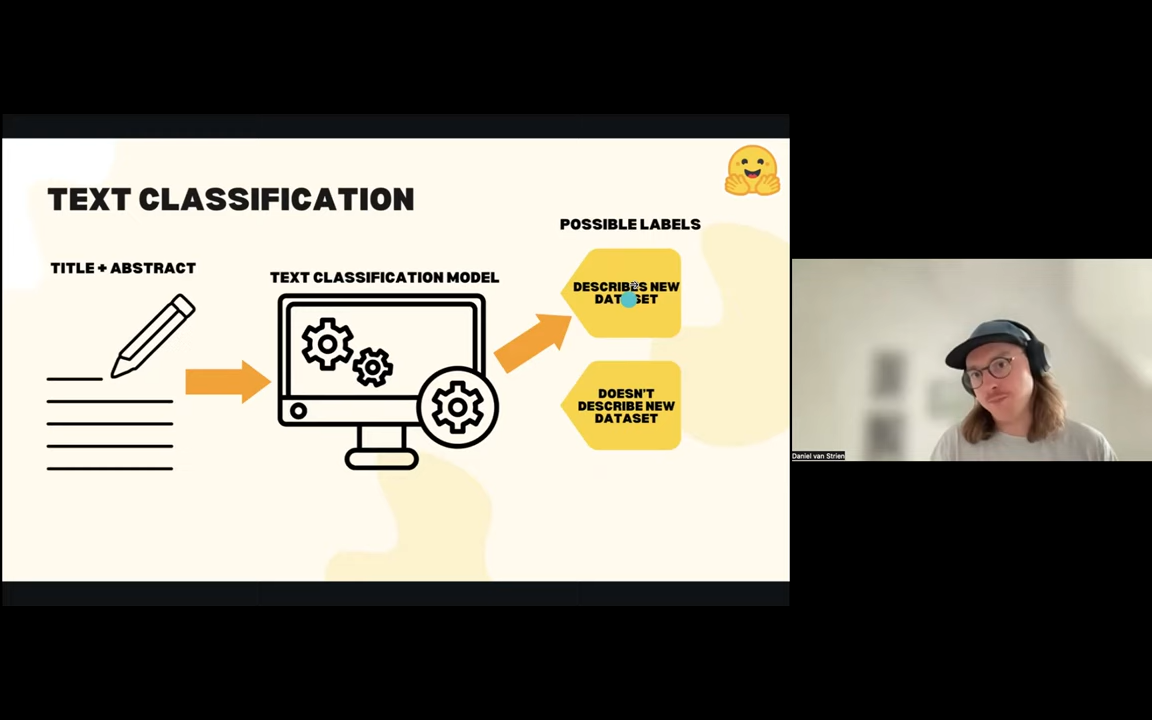 TEXT CLASSIFICATION
POSSIBLE LABELS
TITLE + ABSTRACT
TEXT CLASSIFICATION MODEL
DESCRIBES NEW
DATASET
DOESN'T
DESCRIBE NEW
DATASET
Daniel van Strien